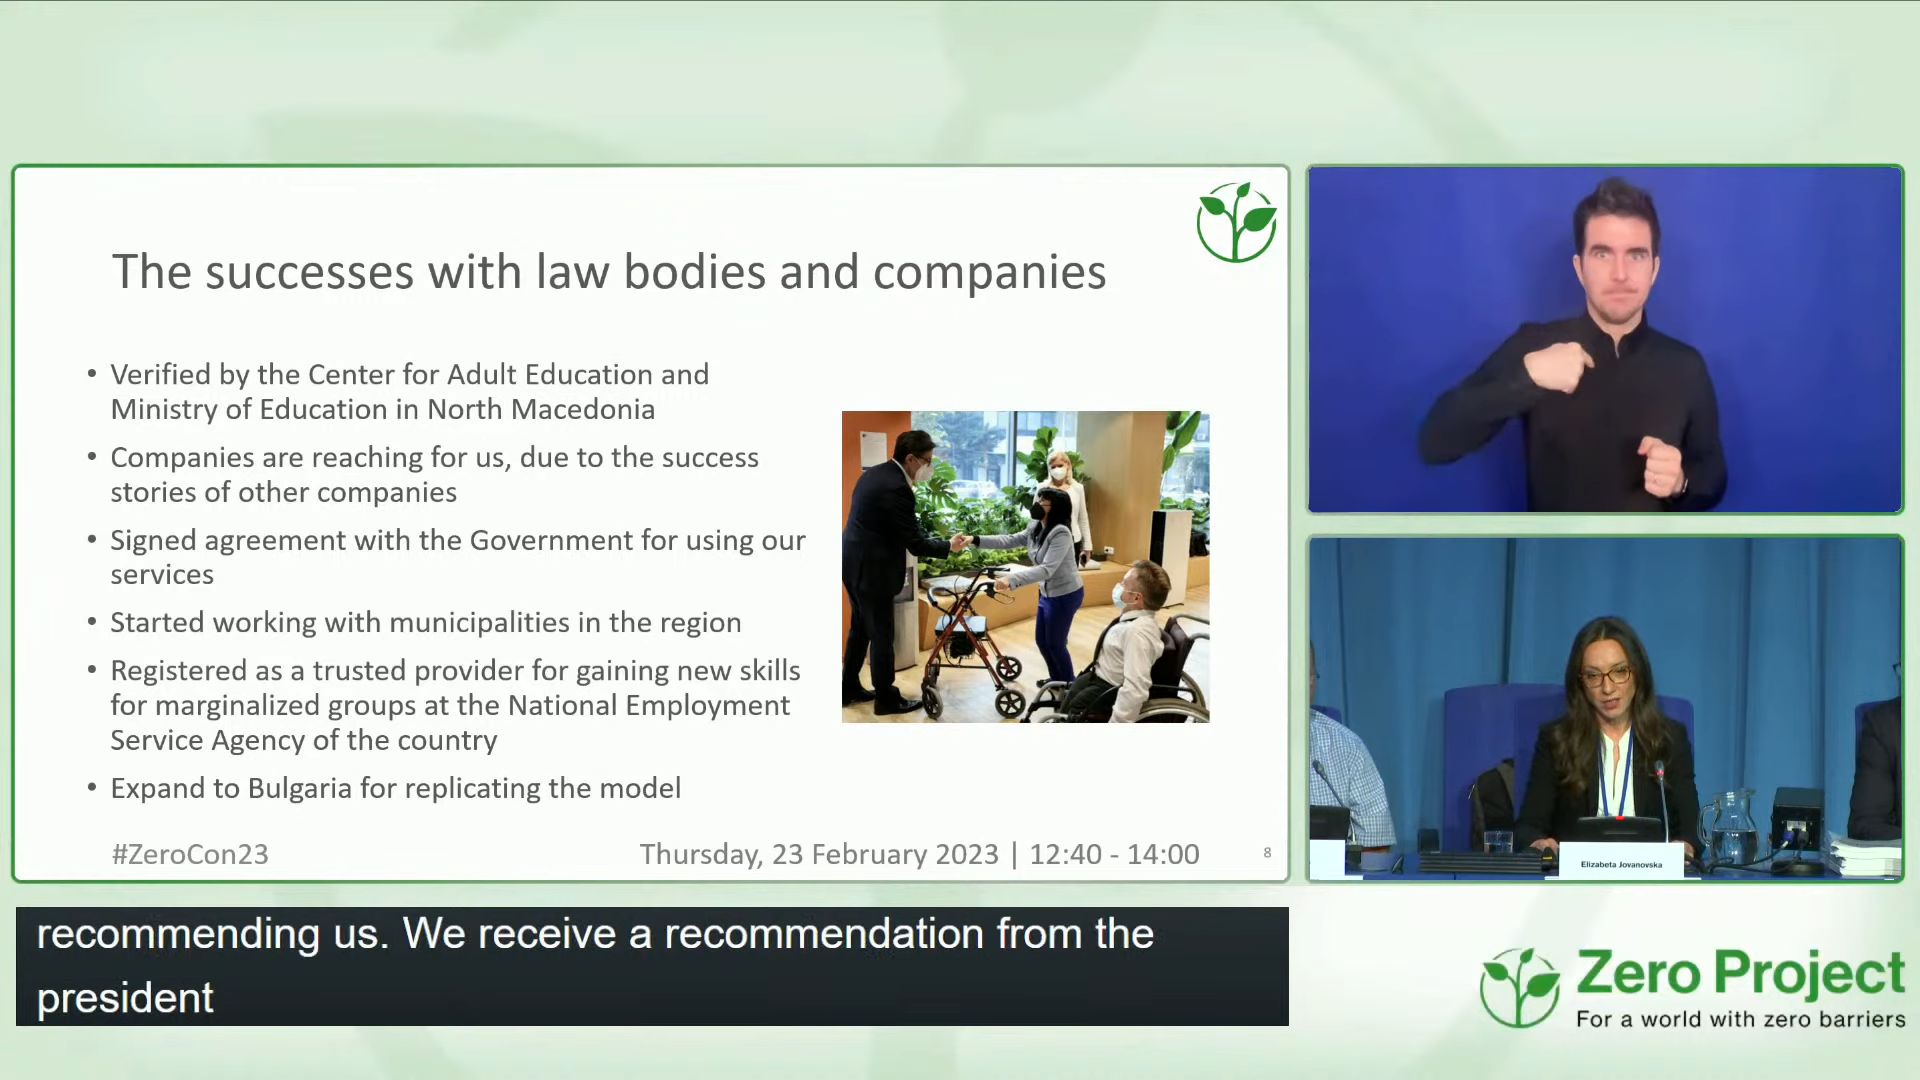 The successes with law bodies and companies
• Verified by the Center for Adult Education and
Ministry of Education in North Macedonia
• Companies are reaching for us, due to the success
stories of other companies
• Signed agreement with the Government for using our
services
• Started working with municipalities in the region
• Registered as a trusted provider for gaining new skills
for marginalized groups at the National Employment
Service Agency of the country
• Expand to Bulgaria for replicating the model
#ZeroCon23
Thursday, 23 February 2023 | 12:40 - 14:00
8
Elizabeta Jovanovska
recommending us. We receive a recommendation from the
president
Zero Project
For a world with zero barriers